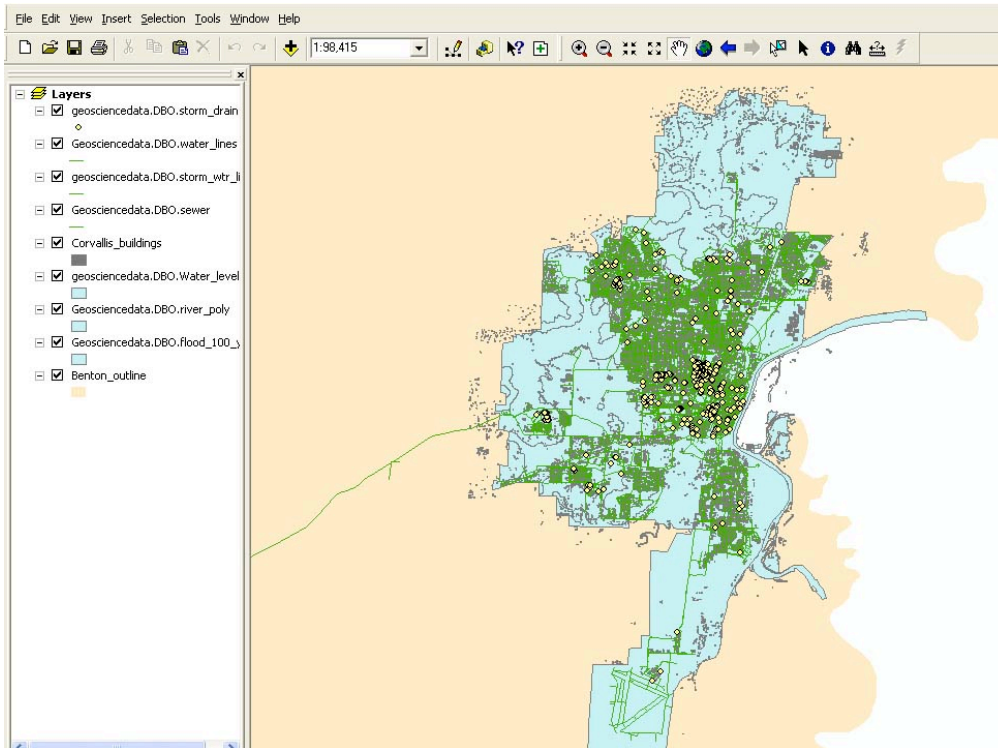 File Edit View Insert Selection Tools Window Help
1:98,415
Layers
geosciencedata.DBO.storm_drain
Geosciencedata.DBO.water_lines
geosciencedata.DBO.storm_wtr_li
Geosciencedata.DBO.sewer
Corvallis_buildings
geosciencedata.DBO.Water_level
Geosciencedata.DBO.river_poly
Geosciencedata.DBO.flood_100_y
Benton_outline